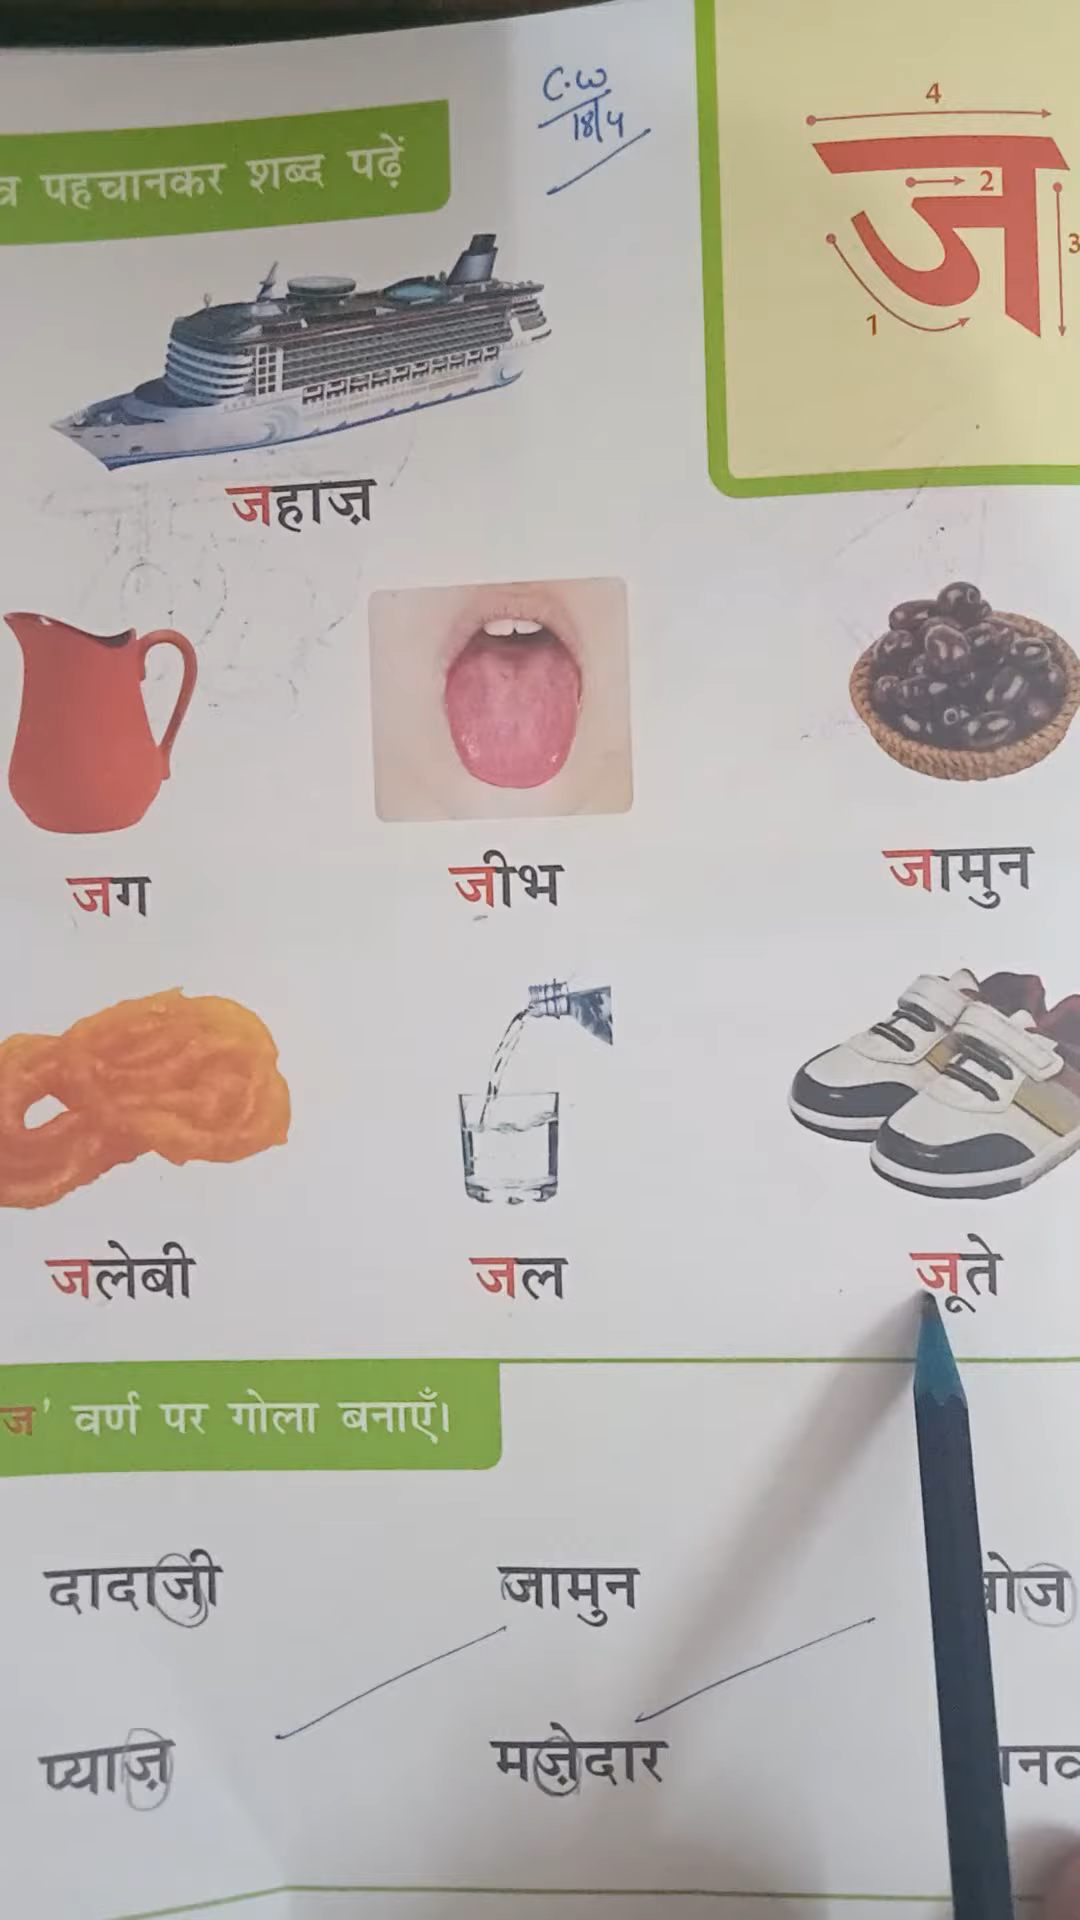 C.W
18/4
पहचानकर शब्द पढ़ें
4
2
3
1
ज
जहाज़
जग
जीभ
जामुन
जलेबी
जल
जूते
ज' वर्ण पर गोला बनाएँ।
दादाजी
जामुन
प्याज़
मज़ेदार